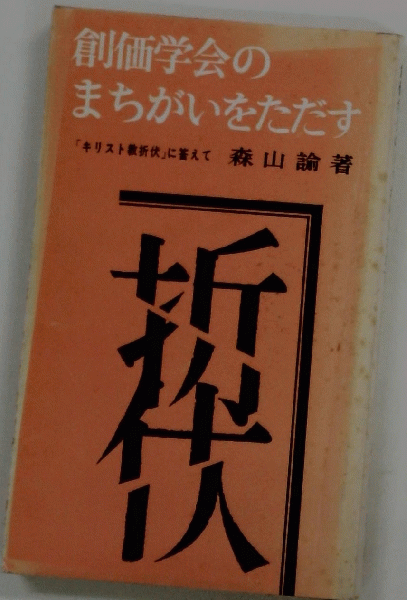 創価学会の
まちがいをただす
「キリスト教折伏」に答えて 森山諭著
折伏